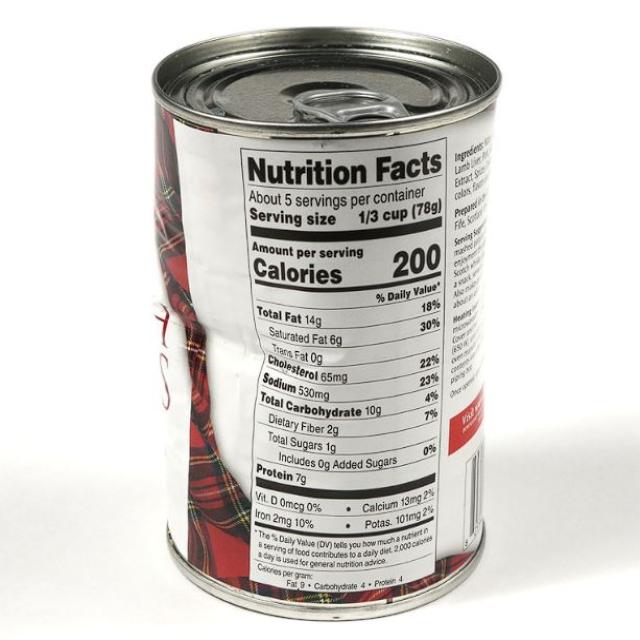 Nutrition Facts
About 5 servings per container
Serving size 1/3 cup (78g)
Amount per serving
Calories 200
% Daily Value*
Total Fat 14g 18%
Saturated Fat 6g 30%
Trans Fat 0g
Cholesterol 65mg 22%
Sodium 530mg 23%
Total Carbohydrate 10g 4%
Dietary Fiber 2g 7%
Total Sugars 1g
Includes 0g Added Sugars 0%
Protein 7g
Vit. D 0mcg 0% • Calcium 13mg 2%
Iron 2mg 10% • Potas. 101mg 2%
*The % Daily Value (DV) tells you how much a nutrient in
a serving of food contributes to a daily diet. 2,000 calories
a day is used for general nutrition advice.
Calories per gram:
Fat 9 • Carbohydrate 4 • Protein 4
Ingredients:
Lamb Liver,
Extract,
colors,
Prepared
Fife,
Serving
Visit